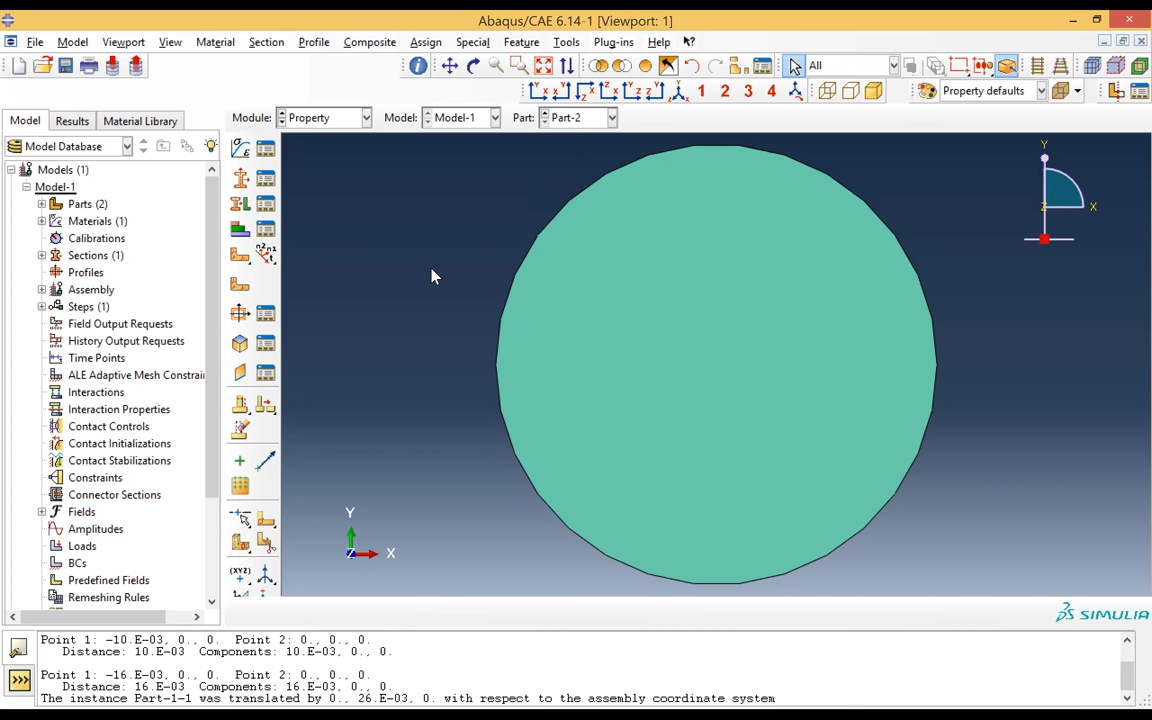 Abaqus/CAE 6.14-1 [Viewport: 1]
File Model Viewport View Material Section Profile Composite Assign Special Feature Tools Plug-ins Help
All
1 2 3 4 Property defaults
Model Results Material Library
Module: Property Model: Model-1 Part: Part-2
Model Database
Models (1)
Model-1
Parts (2)
Materials (1)
Calibrations
Sections (1)
Profiles
Assembly
Steps (1)
Field Output Requests
History Output Requests
Time Points
ALE Adaptive Mesh Constrai
Interactions
Interaction Properties
Contact Controls
Contact Initializations
Contact Stabilizations
Constraints
Connector Sections
Fields
Amplitudes
Loads
BCs
Predefined Fields
Remeshing Rules
Y
Z X
Y
Z X
SIMULIA
Point 1: -10.E-03, 0., 0. Point 2: 0., 0., 0.
Distance: 10.E-03 Components: 10.E-03, 0., 0.
Point 1: -16.E-03, 0., 0. Point 2: 0., 0., 0.
Distance: 16.E-03 Components: 16.E-03, 0., 0.
The instance Part-1-1 was translated by 0., 26.E-03, 0. with respect to the assembly coordinate system